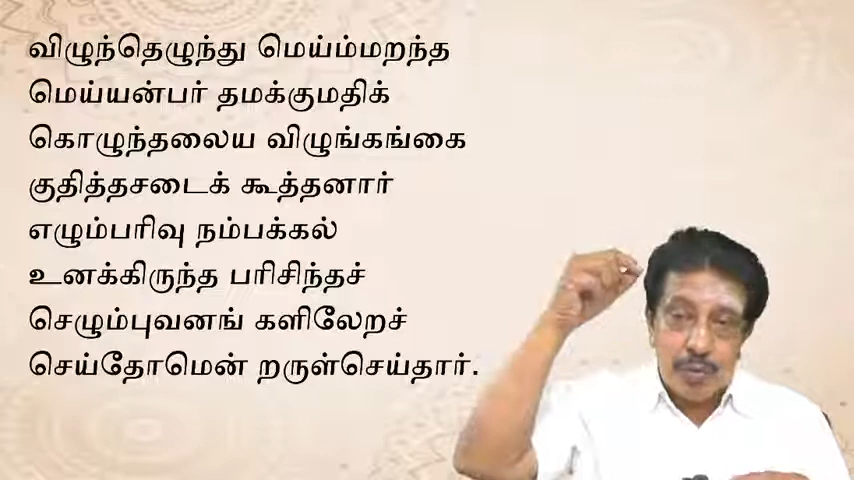 விழுந்தெழுந்து மெய்ம்மறந்த
மெய்யன்பர் தமக்குமதிக்
கொழுந்தலைய விழுங்கங்கை
குதித்தசடைக் கூத்தனார்
எழும்பரிவு நம்பக்கல்
உனக்கிருந்த பரிசிந்தச்
செழும்புவனங் களிலேறச்
செய்தோமென் றருள்செய்தார்.